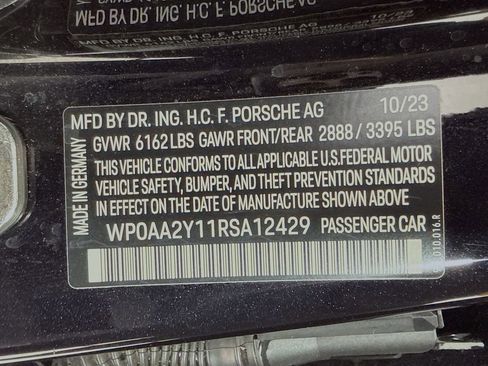 MFD BY DR. ING. H.C. F. PORSCHE AG 10/23
GVWR 6162 LBS GAWR FRONT/REAR 2888 / 3395 LBS
THIS VEHICLE CONFORMS TO ALL APPLICABLE U.S. FEDERAL MOTOR
VEHICLE SAFETY, BUMPER, AND THEFT PREVENTION STANDARDS
IN EFFECT ON THE DATE OF MANUFACTURE SHOWN ABOVE.
WP0AA2Y11RSA12429 PASSENGER CAR
MADE IN GERMANY
.010.016.R